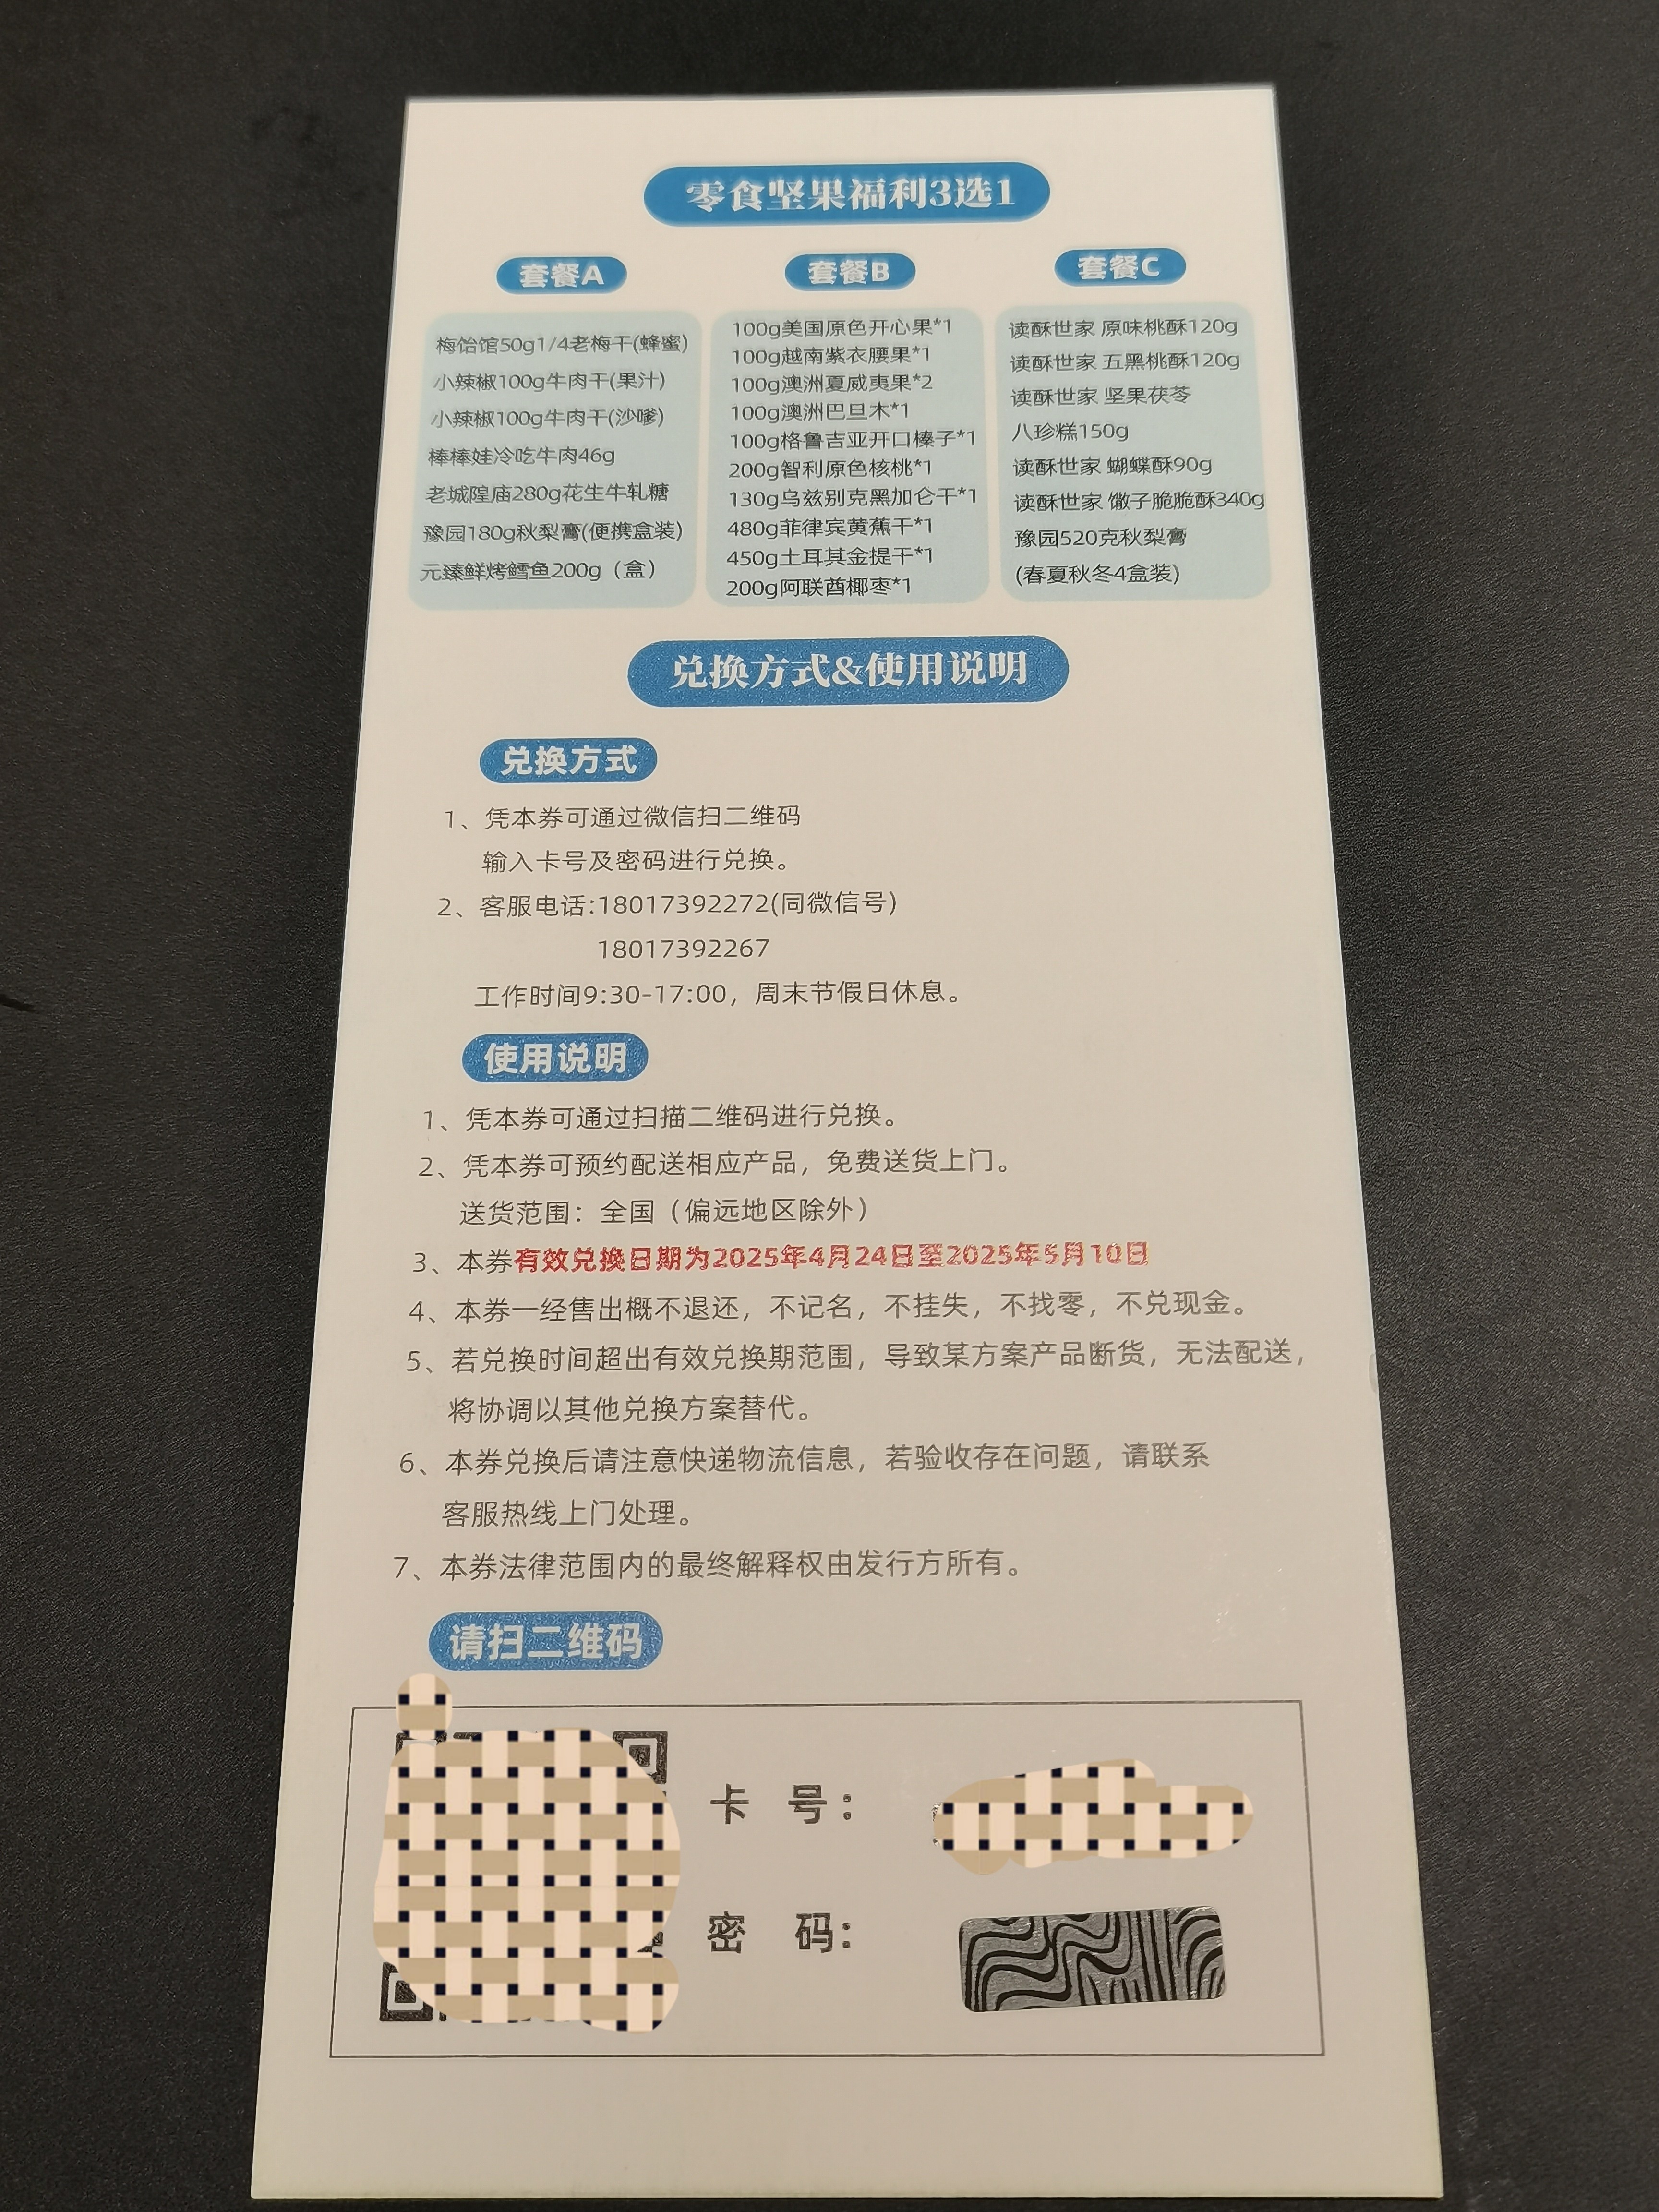 零食坚果福利3选1
套餐A
梅饴馆50g1/4老梅干(蜂蜜)
小辣椒100g牛肉干(果汁)
小辣椒100g牛肉干(沙嗲)
棒棒娃冷吃牛肉46g
老城隍庙280g花生牛轧糖
豫园180g秋梨膏(便携盒装)
元臻鲜烤鳕鱼200g（盒）
套餐B
100g美国原色开心果*1
100g越南紫衣腰果*1
100g澳洲夏威夷果*2
100g澳洲巴旦木*1
100g格鲁吉亚开口榛子*1
200g智利原色核桃*1
130g乌兹别克黑加仑干*1
480g菲律宾黄蕉干*1
450g土耳其金提干*1
200g阿联酋椰枣*1
套餐C
读酥世家 原味桃酥120g
读酥世家 五黑桃酥120g
读酥世家 坚果茯苓
八珍糕150g
读酥世家 蝴蝶酥90g
读酥世家 馓子脆脆酥340g
豫园520克秋梨膏
(春夏秋冬4盒装)
兑换方式&使用说明
兑换方式
1、凭本券可通过微信扫二维码
输入卡号及密码进行兑换。
2、客服电话:18017392272(同微信号)
18017392267
工作时间9:30-17:00，周末节假日休息。
使用说明
1、凭本券可通过扫描二维码进行兑换。
2、凭本券可预约配送相应产品，免费送货上门。
送货范围：全国（偏远地区除外）
3、本券有效兑换日期为2025年4月24日至2025年5月10日
4、本券一经售出概不退还，不记名，不挂失，不找零，不兑现金。
5、若兑换时间超出有效兑换期范围，导致某方案产品断货，无法配送，
将协调以其他兑换方案替代。
6、本券兑换后请注意快递物流信息，若验收存在问题，请联系
客服热线上门处理。
7、本券法律范围内的最终解释权由发行方所有。
请扫二维码
卡 号：
密 码：